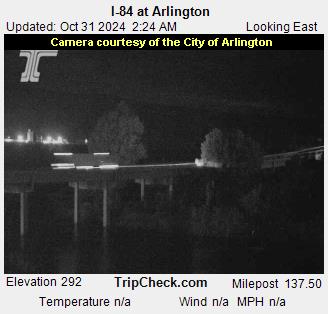 I-84 at Arlington
Updated: Oct 31 2024 2:24 AM Looking East
Camera courtesy of the City of Arlington
Elevation 292 TripCheck.com Milepost 137.50
Temperature n/a Wind n/a MPH n/a